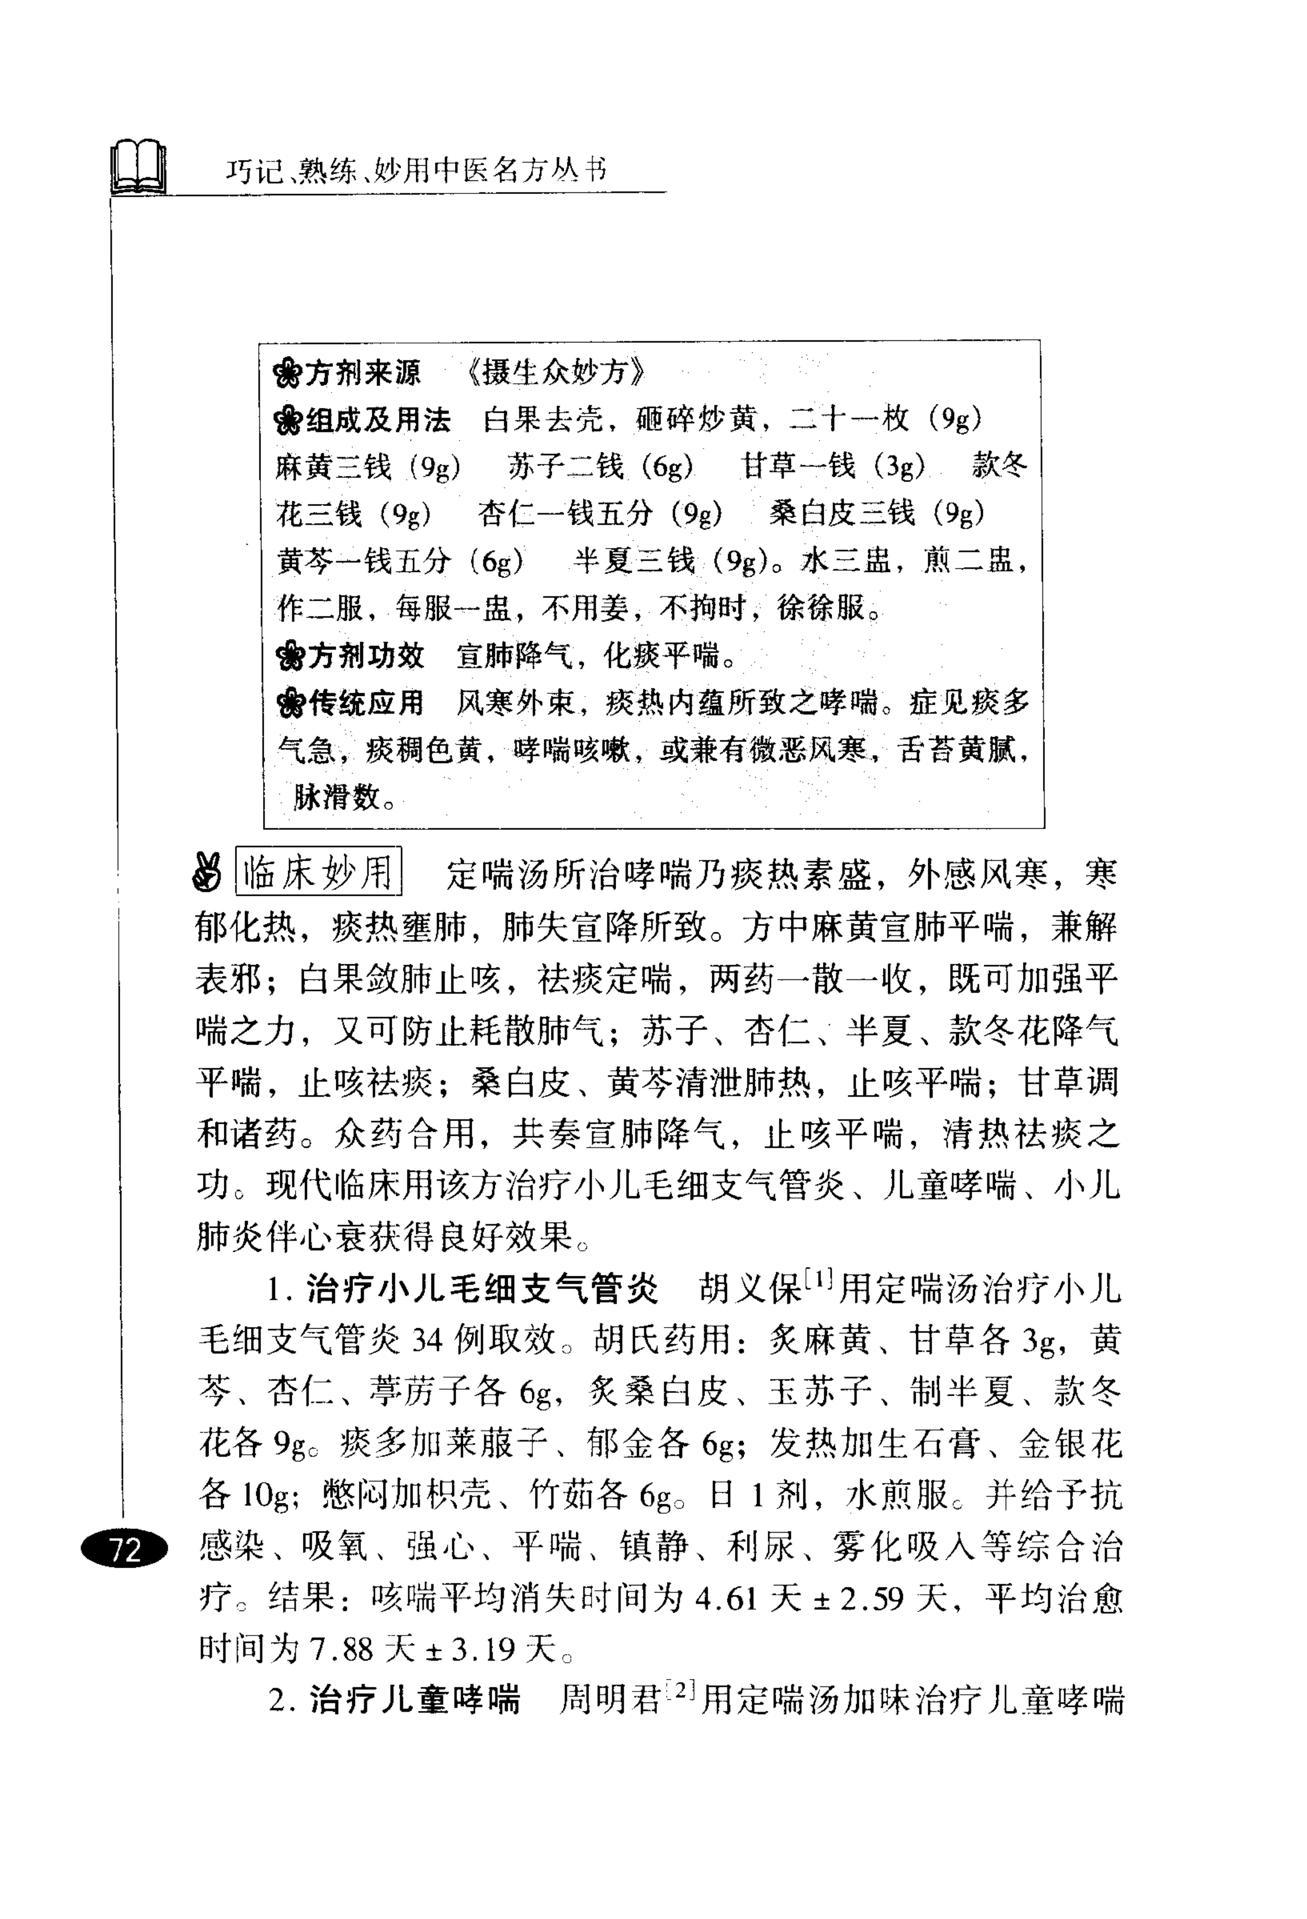 巧记、熟练、妙用中医名方丛书
方剂来源 《摄生众妙方》
组成及用法 白果去壳，砸碎炒黄，二十一枚（9g）
麻黄三钱（9g） 苏子二钱（6g） 甘草一钱（3g） 款冬
花三钱（9g） 杏仁一钱五分（9g） 桑白皮三钱（9g）
黄芩一钱五分（6g） 半夏三钱（9g）。水三盅，煎二盅，
作二服，每服一盅，不用姜，不拘时，徐徐服。
方剂功效 宣肺降气，化痰平喘。
传统应用 风寒外束，痰热内蕴所致之哮喘。症见痰多
气急，痰稠色黄，哮喘咳嗽，或兼有微恶风寒，舌苔黄腻，
脉滑数。
临床妙用 定喘汤所治哮喘乃痰热素盛，外感风寒，寒
郁化热，痰热壅肺，肺失宣降所致。方中麻黄宣肺平喘，兼解
表邪；白果敛肺止咳，祛痰定喘，两药一散一收，既可加强平
喘之力，又可防止耗散肺气；苏子、杏仁、半夏、款冬花降气
平喘，止咳祛痰；桑白皮、黄芩清泄肺热，止咳平喘；甘草调
和诸药。众药合用，共奏宣肺降气，止咳平喘，清热祛痰之
功。现代临床用该方治疗小儿毛细支气管炎、儿童哮喘、小儿
肺炎伴心衰获得良好效果。
1. 治疗小儿毛细支气管炎 胡义保[1]用定喘汤治疗小儿
毛细支气管炎 34 例取效。胡氏药用：炙麻黄、甘草各 3g，黄
芩、杏仁、葶苈子各 6g，炙桑白皮、玉苏子、制半夏、款冬
花各 9g。痰多加莱菔子、郁金各 6g；发热加生石膏、金银花
各 10g；憋闷加枳壳、竹茹各 6g。日 1 剂，水煎服。并给予抗
感染、吸氧、强心、平喘、镇静、利尿、雾化吸入等综合治
疗。结果：咳喘平均消失时间为 4.61 天 ± 2.59 天，平均治愈
时间为 7.88 天 ± 3.19 天。
72
2. 治疗儿童哮喘 周明君[2]用定喘汤加味治疗儿童哮喘